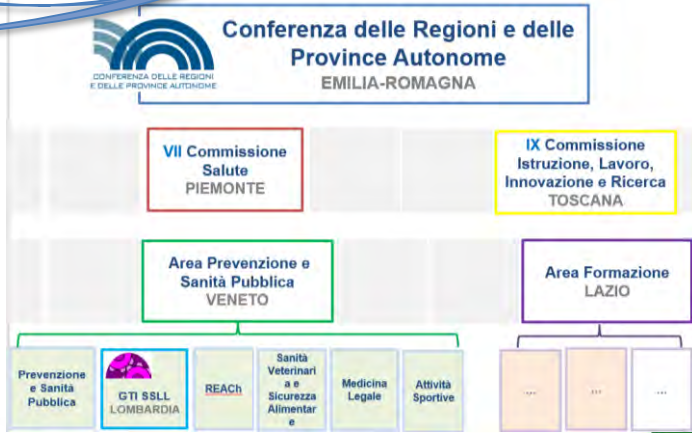 Conferenza delle Regioni e delle
Province Autonome
EMILIA-ROMAGNA
CONFERENZA DELLE REGIONI
E DELLE PROVINCE AUTONOME
VII Commissione
Salute
PIEMONTE
IX Commissione
Istruzione, Lavoro,
Innovazione e Ricerca
TOSCANA
Area Prevenzione e
Sanità Pubblica
VENETO
Area Formazione
LAZIO
Prevenzione
e Sanità
Pubblica
GTI SSLL
LOMBARDIA
REACh
Sanità
Veterinari
a e
Sicurezza
Alimentar
e
Medicina
Legale
Attività
Sportive
...
...
...